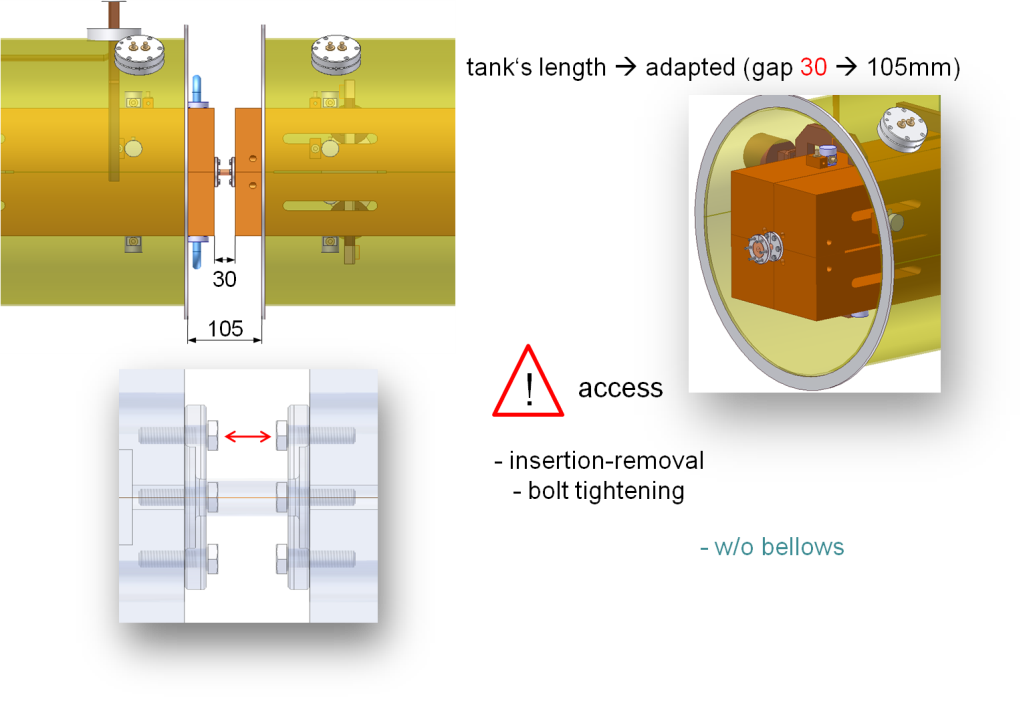 tank‘s length → adapted (gap 30 → 105mm)
30
105
!
access
- insertion-removal
- bolt tightening
- w/o bellows